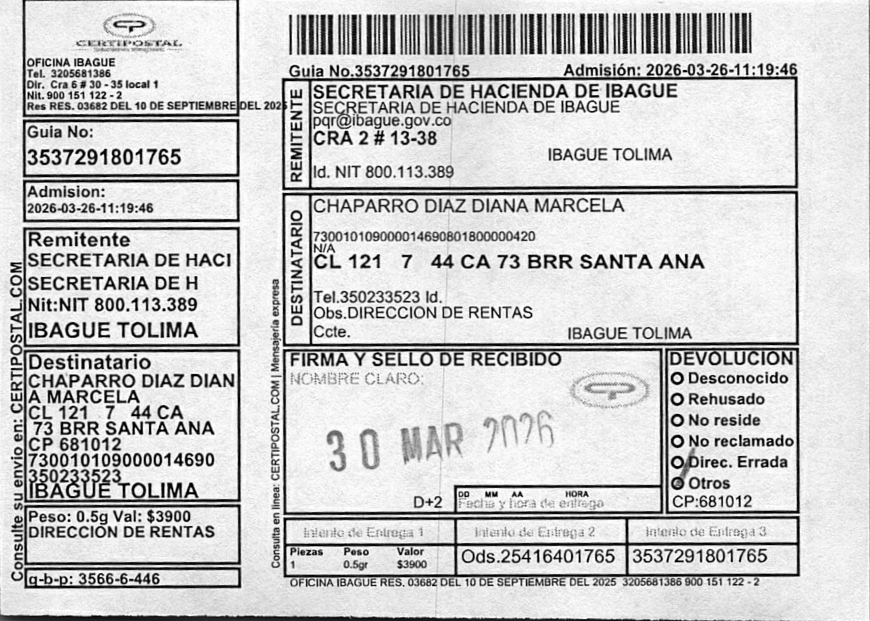 CERTIPOSTAL
OFICINA IBAGUE
Tel. 3205681386
Dir. Cra 6 # 30 - 35 local 1
Nit. 900 151 122 - 2
Res RES. 03682 DEL 10 DE SEPTIEMBRE DEL 2025
Guia No:
3537291801765
Admision:
2026-03-26-11:19:46
Remitente
SECRETARIA DE HACI
SECRETARIA DE H
Nit:NIT 800.113.389
IBAGUE TOLIMA
Destinatario
CHAPARRO DIAZ DIAN
A MARCELA
CL 121 7 44 CA
73 BRR SANTA ANA
CP 681012
730010109000014690
350233523
IBAGUE TOLIMA
Peso: 0.5g Val: $3900
DIRECCIÓN DE RENTAS
g-b-p: 3566-6-446
Consulte su envio en: CERTIPOSTAL.COM
Guia No.3537291801765 Admisión: 2026-03-26-11:19:46
REMITENTE
SECRETARIA DE HACIENDA DE IBAGUE
SECRETARIA DE HACIENDA DE IBAGUE
pqr@ibague.gov.co
CRA 2 # 13-38
IBAGUE TOLIMA
Id. NIT 800.113.389
DESTINATARIO
CHAPARRO DIAZ DIANA MARCELA
730010109000014690801800000420
N/A
CL 121 7 44 CA 73 BRR SANTA ANA
Tel.350233523 Id.
Obs.DIRECCION DE RENTAS
Ccte. IBAGUE TOLIMA
Consulta en línea: CERTIPOSTAL.COM | Mensajería expresa
FIRMA Y SELLO DE RECIBIDO
NOMBRE CLARO:
30 MAR 2026
D+2
DD MM AA HORA
Fecha y hora de entrega
DEVOLUCION
Desconocido
Rehusado
No reside
No reclamado
Direc. Errada
Otros
CP:681012
Intento de Entrega 1 Intento de Entrega 2 Intento de Entrega 3
Piezas Peso Valor
1 0.5gr $3900
Ods.25416401765 3537291801765
OFICINA IBAGUE RES. 03682 DEL 10 DE SEPTIEMBRE DEL 2025 3205681386 900 151 122 - 2